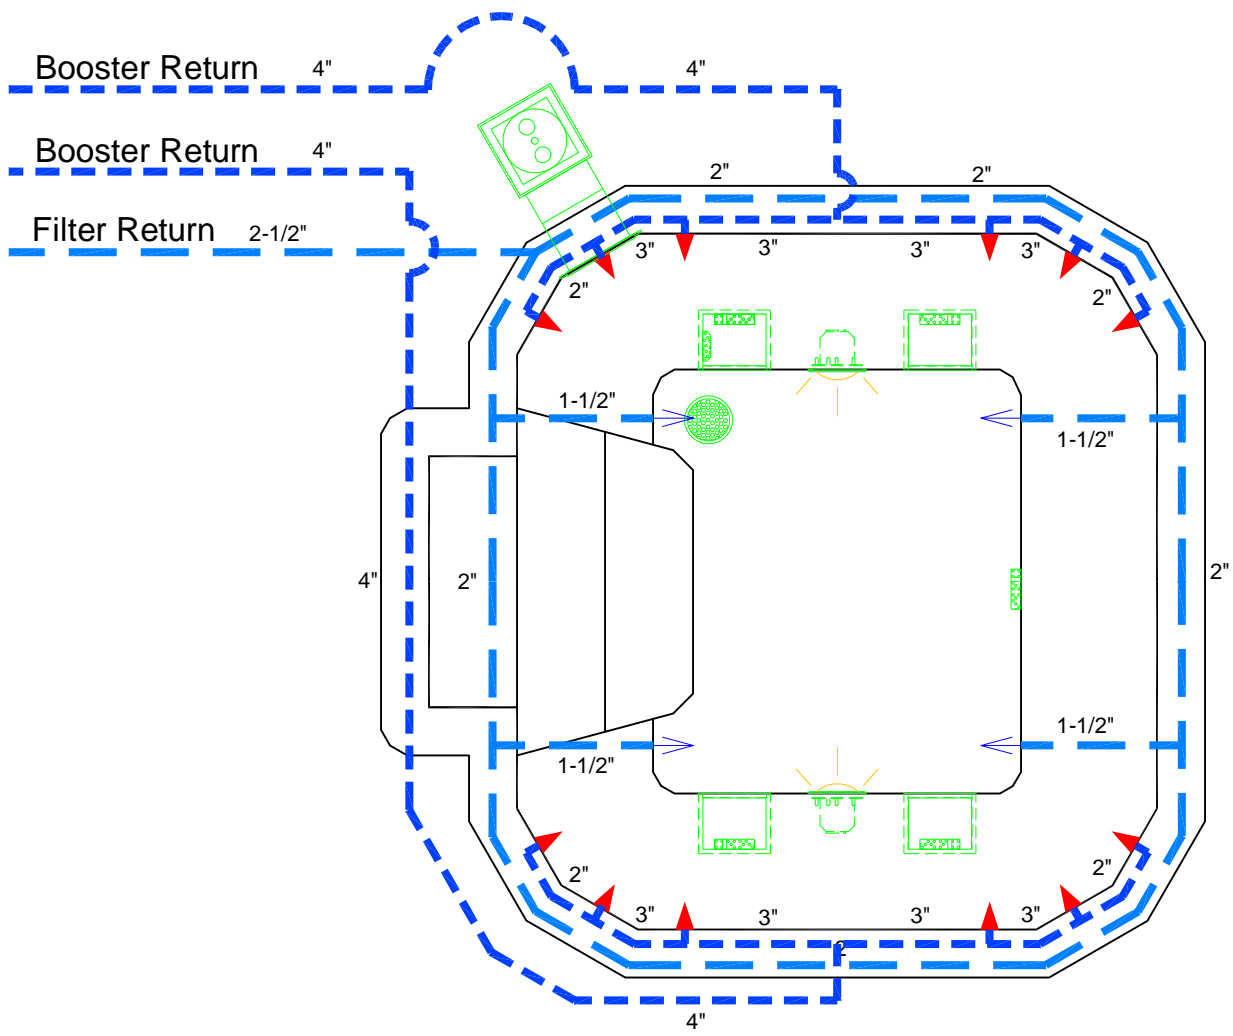 Booster Return 4" 4"
Booster Return 4"
2" 2"
Filter Return 2-1/2"
3" 3" 3" 3"
2" 2"
1-1/2"
1-1/2"
4" 2" 2"
1-1/2"
1-1/2"
2" 2"
3" 3" 3" 3"
4"